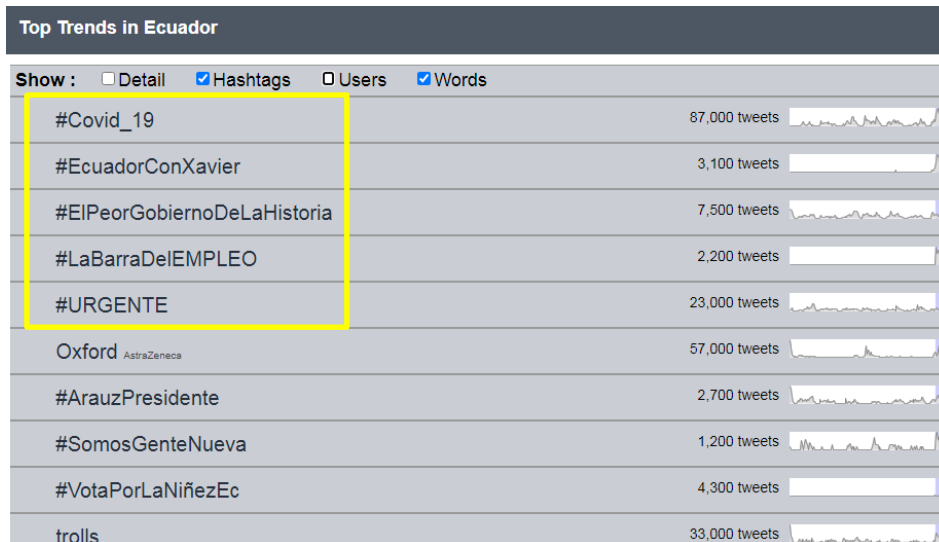 Top Trends in Ecuador
Show : Detail Hashtags Users Words
#Covid_19 87,000 tweets
#EcuadorConXavier 3,100 tweets
#ElPeorGobiernoDeLaHistoria 7,500 tweets
#LaBarraDelEMPLEO 2,200 tweets
#URGENTE 23,000 tweets
Oxford AstraZeneca 57,000 tweets
#ArauzPresidente 2,700 tweets
#SomosGenteNueva 1,200 tweets
#VotaPorLaNiñezEc 4,300 tweets
trolls 33,000 tweets